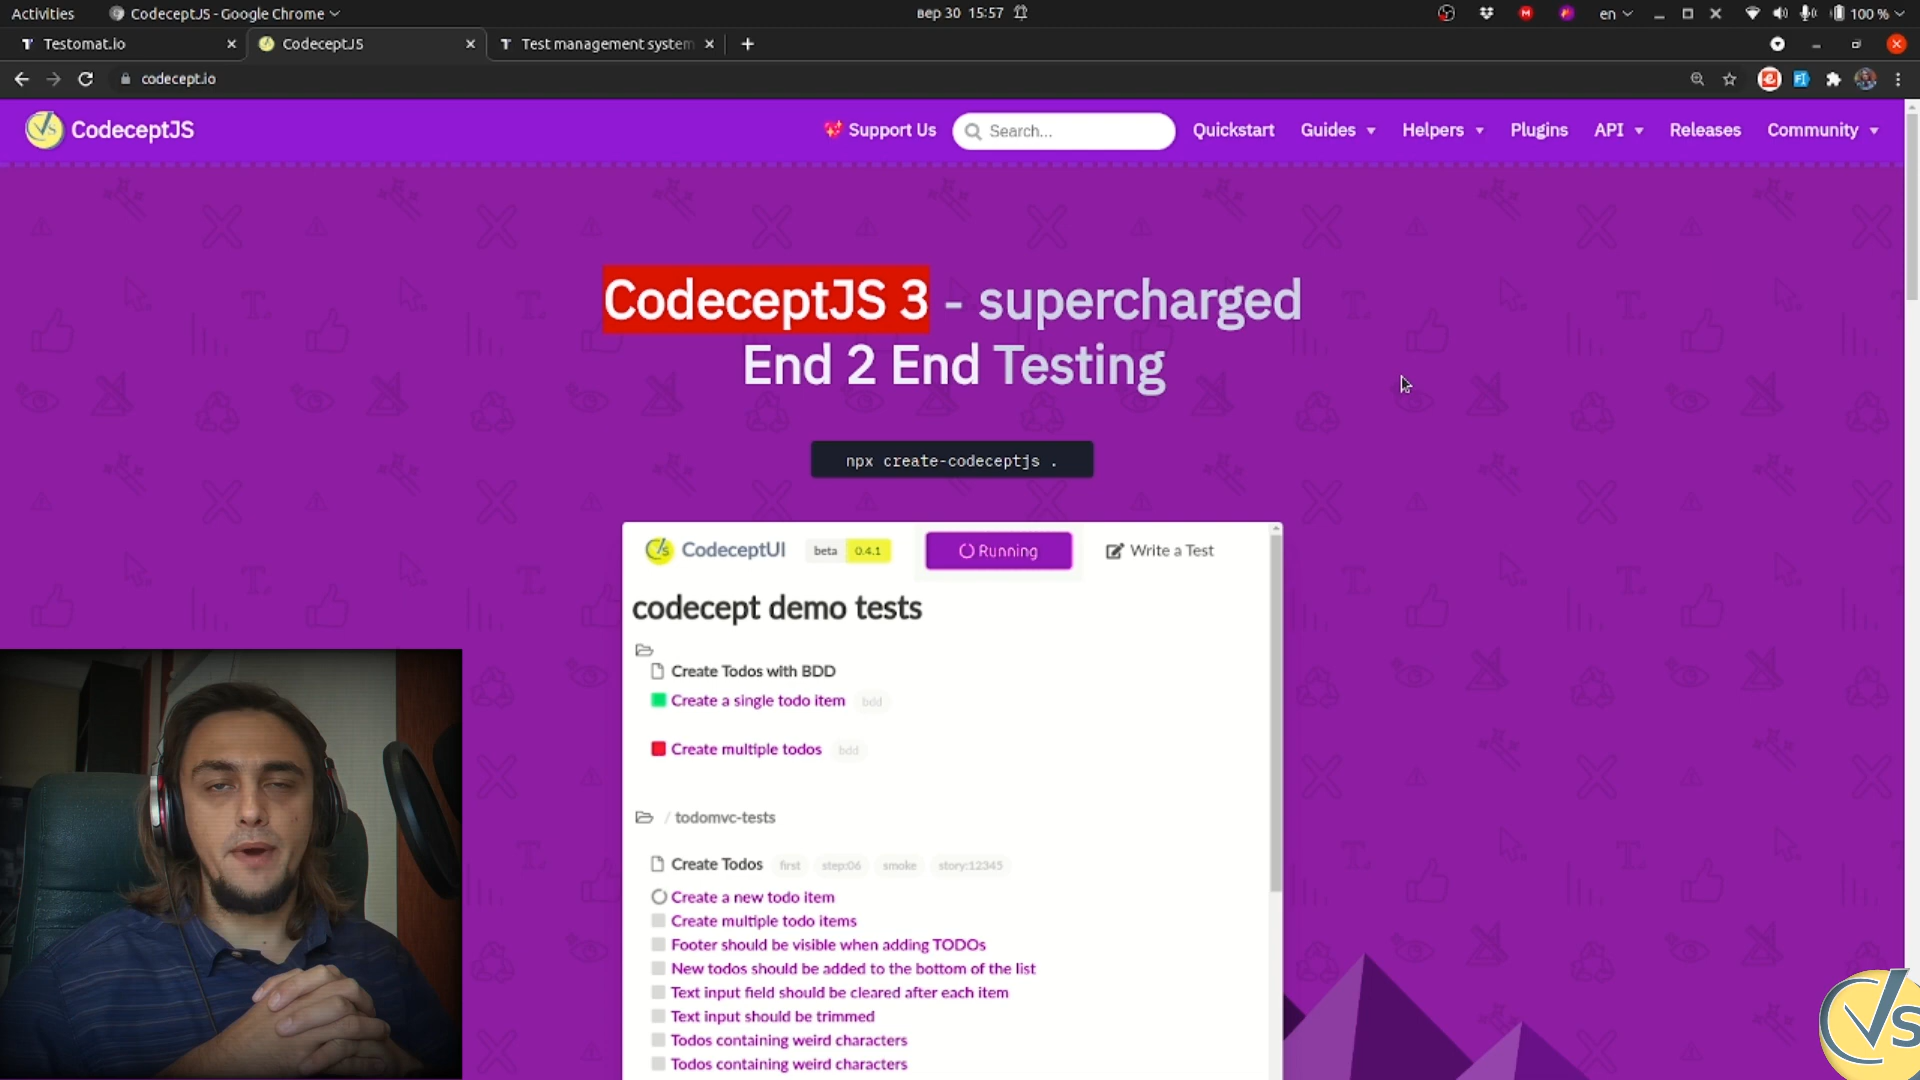 Activities
CodeceptJS - Google Chrome
вер 30 15:57
en
100 %
Testomat.io
CodeceptJS
Test management system
codecept.io
CodeceptJS
Support Us
Search...
Quickstart
Guides
Helpers
Plugins
API
Releases
Community
CodeceptJS 3 - supercharged
End 2 End Testing
npx create-codeceptjs .
CodeceptUI
beta 0.4.1
Running
Write a Test
codecept demo tests
Create Todos with BDD
Create a single todo item bdd
Create multiple todos bdd
/ todomvc-tests
Create Todos first step:06 smoke story:12345
Create a new todo item
Create multiple todo items
Footer should be visible when adding TODOs
New todos should be added to the bottom of the list
Text input field should be cleared after each item
Text input should be trimmed
Todos containing weird characters
Todos containing weird characters